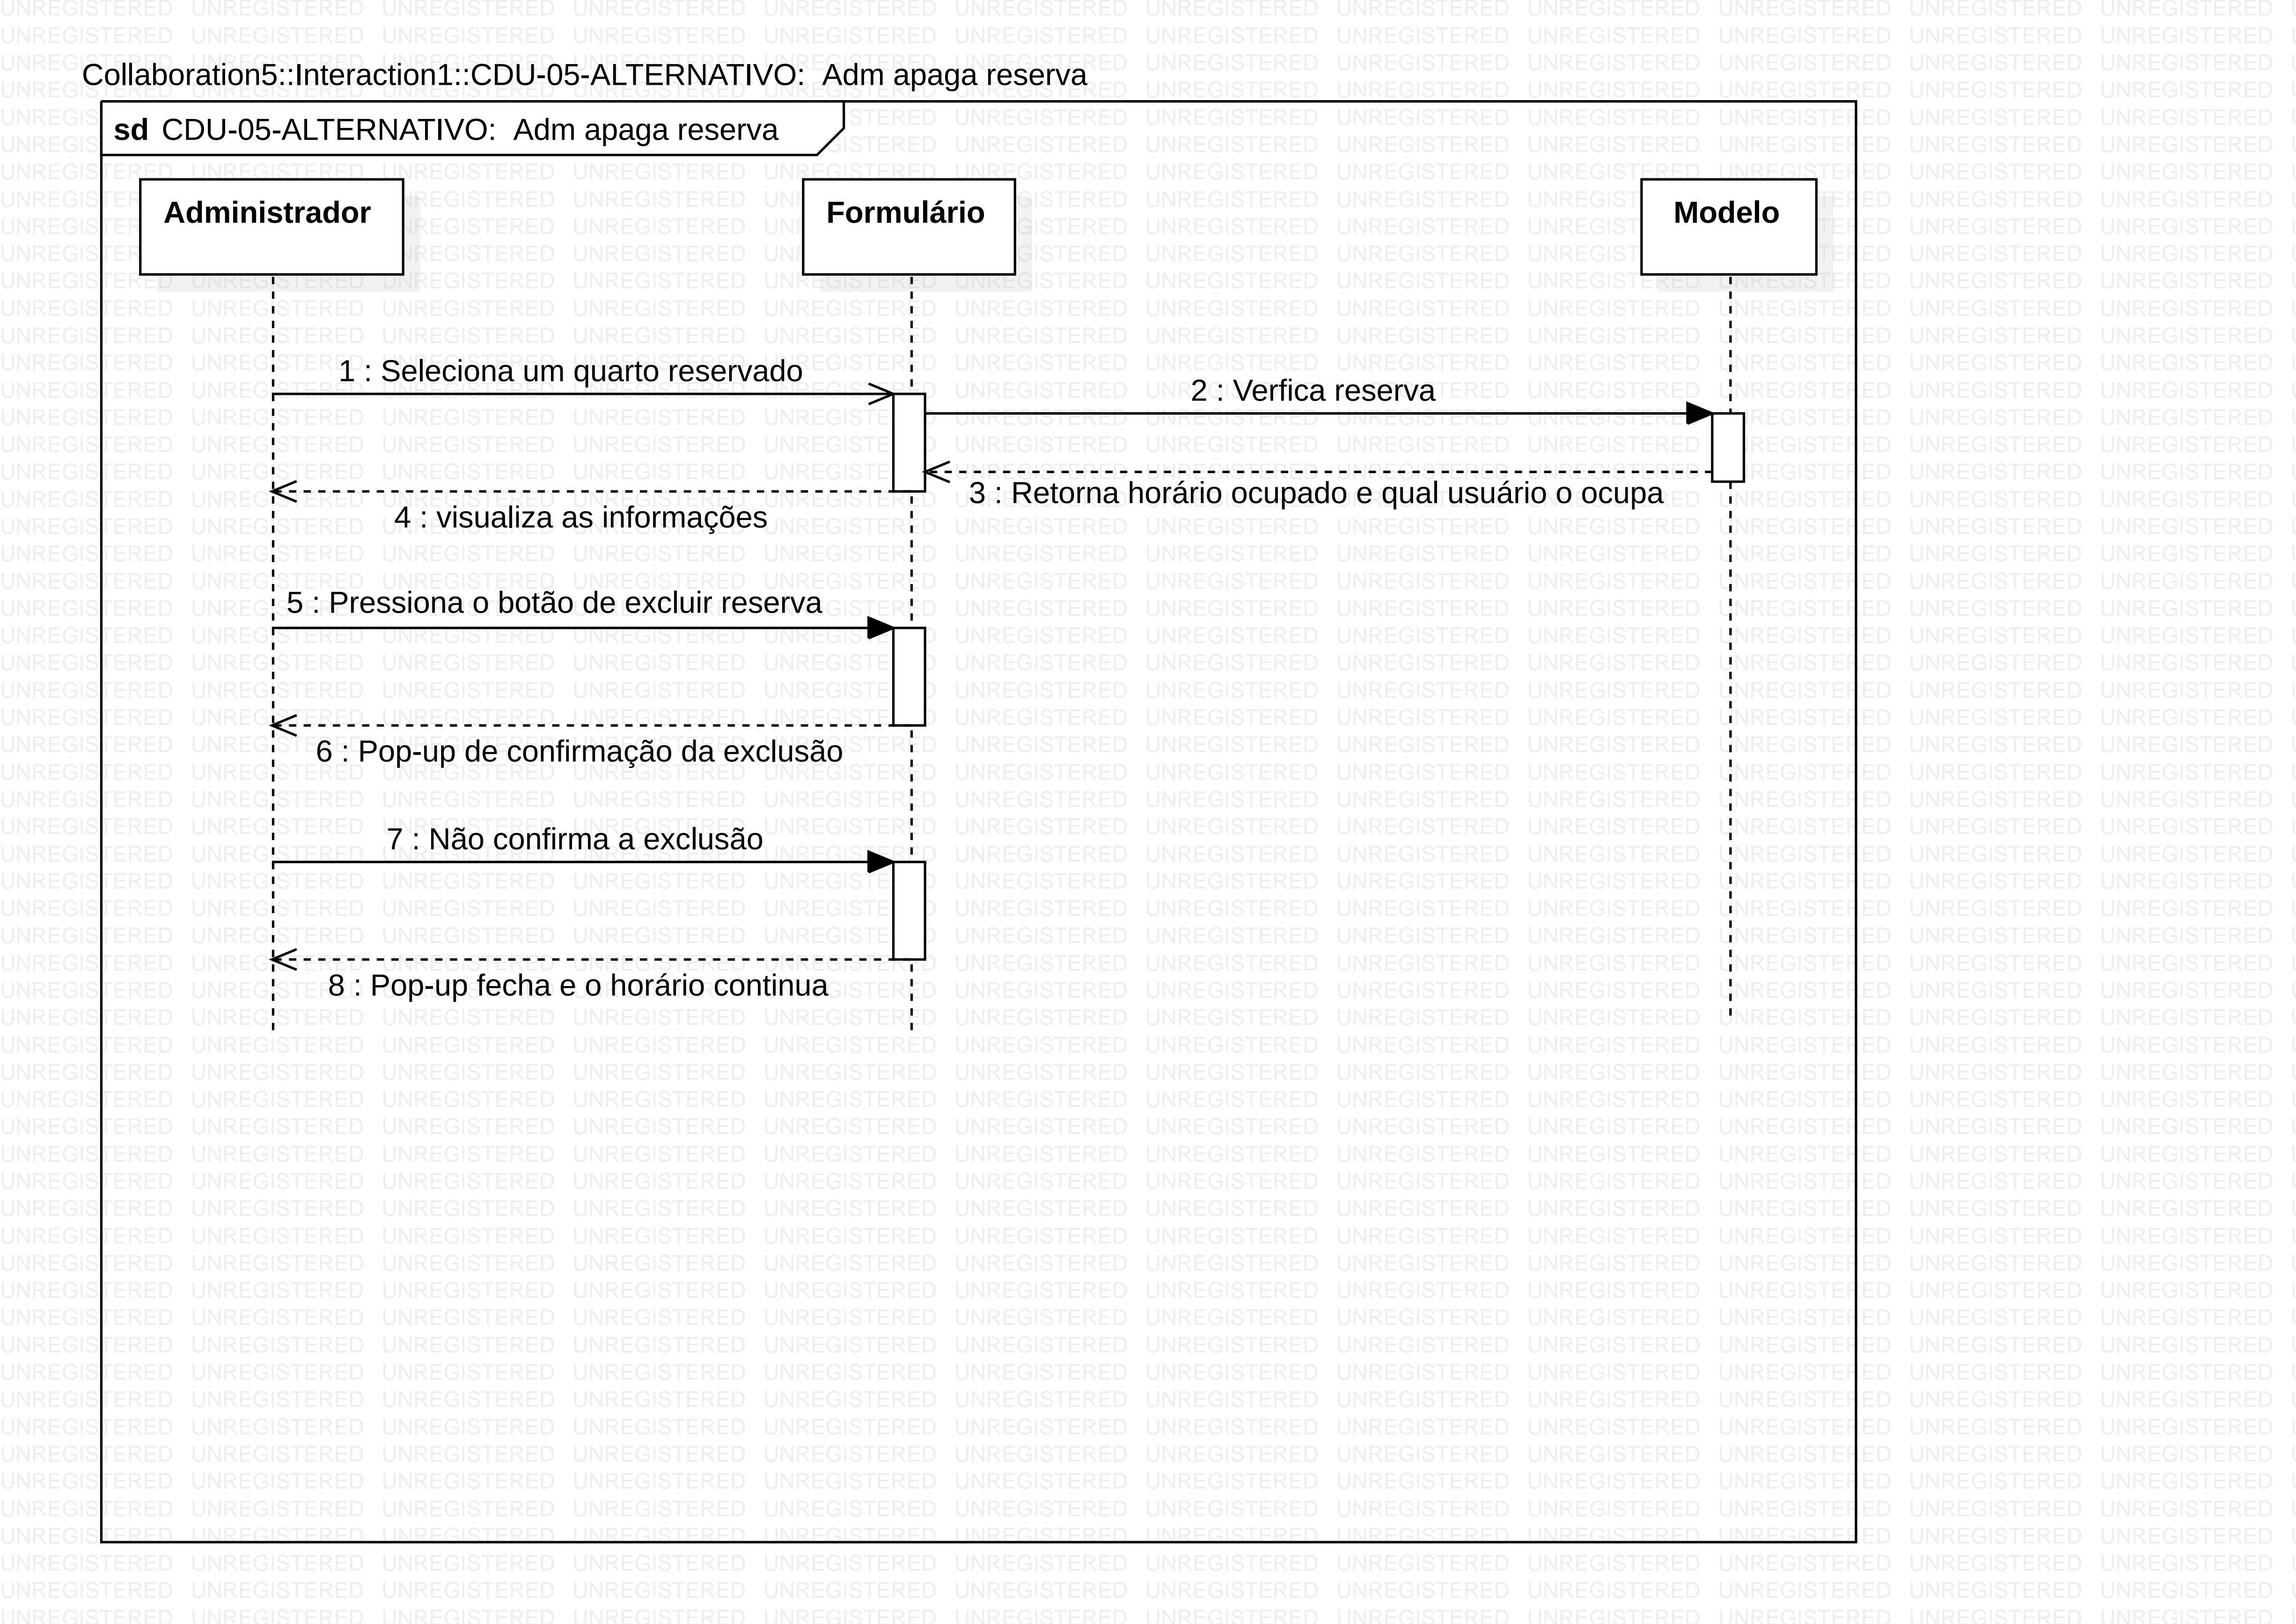 Collaboration5::Interaction1::CDU-05-ALTERNATIVO:  Adm apaga reserva
sd CDU-05-ALTERNATIVO:  Adm apaga reserva
Administrador
Formulário
Modelo
1 : Seleciona um quarto reservado
2 : Verfica reserva
3 : Retorna horário ocupado e qual usuário o ocupa
4 : visualiza as informações
5 : Pressiona o botão de excluir reserva
6 : Pop-up de confirmação da exclusão
7 : Não confirma a exclusão
8 : Pop-up fecha e o horário continua
UNREGISTERED